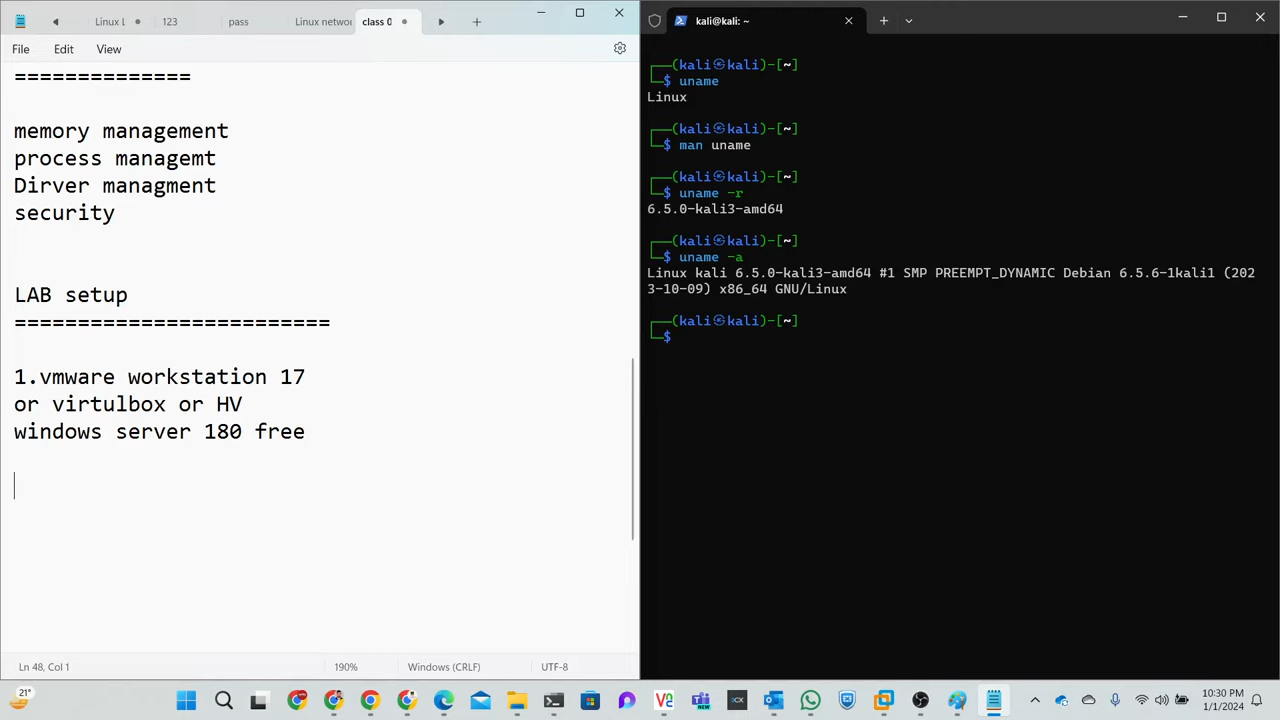 Linux L
123
pass
Linux networ
class 0
File
Edit
View
==============
memory management
process managemt
Dirver managment
security
LAB setup
=========================
1.vmware workstation 17
or virtulbox or HV
windows server 180 free
Ln 48, Col 1
190%
Windows (CRLF)
UTF-8
kali@kali: ~
┌──(kali㉿kali)-[~]
└─$ uname
Linux
┌──(kali㉿kali)-[~]
└─$ man uname
┌──(kali㉿kali)-[~]
└─$ uname -r
6.5.0-kali3-amd64
┌──(kali㉿kali)-[~]
└─$ uname -a
Linux kali 6.5.0-kali3-amd64 #1 SMP PREEMPT_DYNAMIC Debian 6.5.6-1kali1 (202
3-10-09) x86_64 GNU/Linux
┌──(kali㉿kali)-[~]
└─$
21°
10:30 PM
1/1/2024